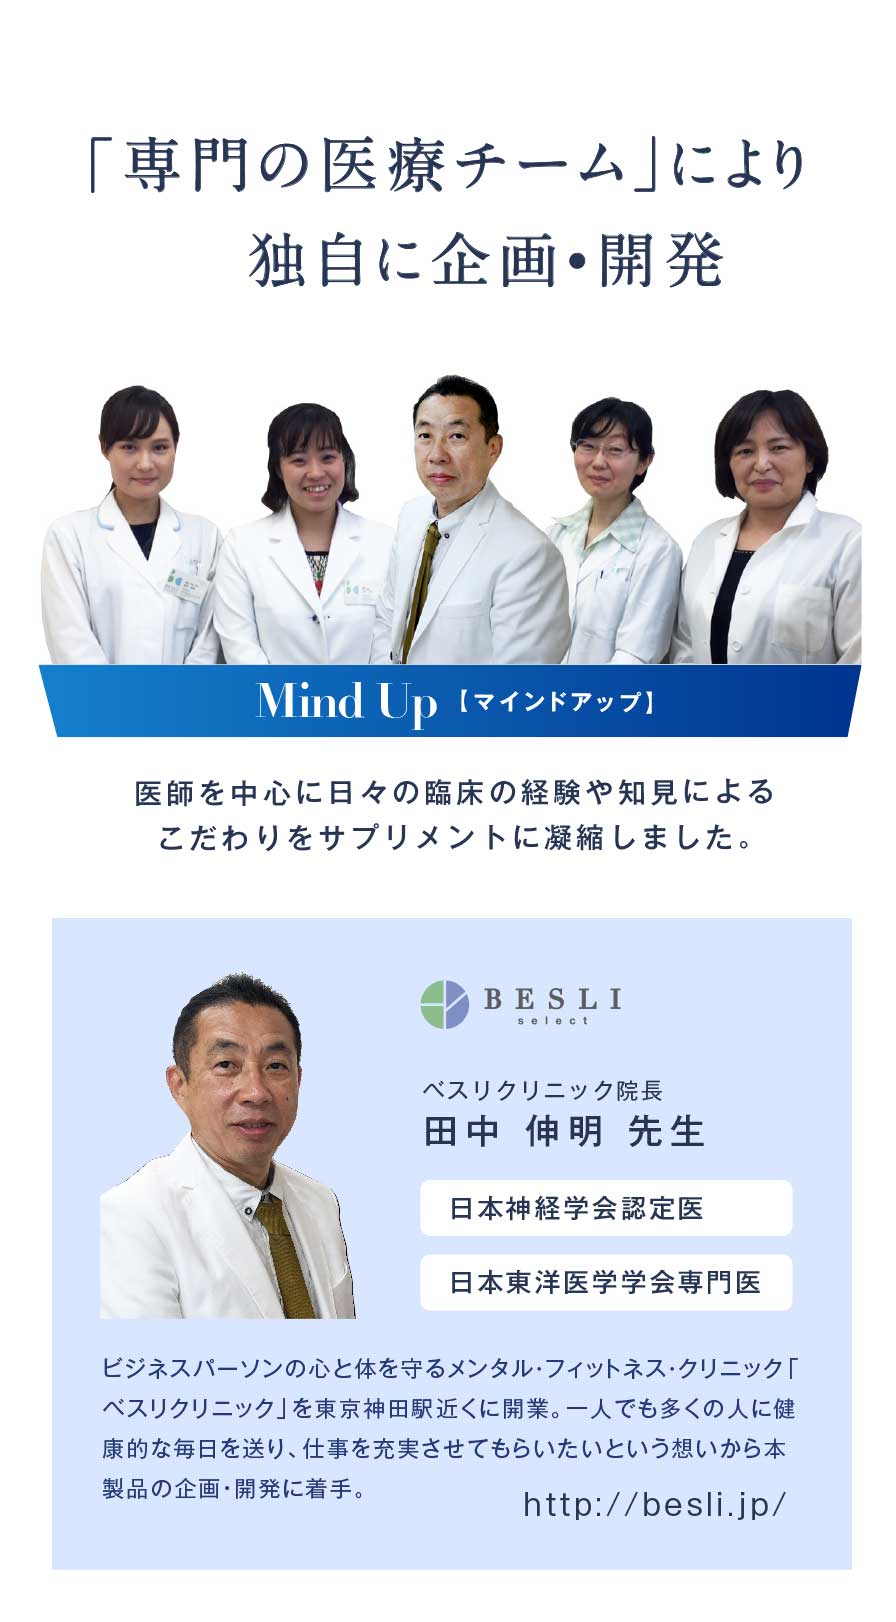 「専門の医療チーム」により
独自に企画・開発
Mind Up【マインドアップ】
医師を中心に日々の臨床の経験や知見による
こだわりをサプリメントに凝縮しました。
BESLI
select
ベスリクリニック院長
田中 伸明 先生
日本神経学会認定医
日本東洋医学学会専門医
ビジネスパーソンの心と体を守るメンタル・フィットネス・クリニック「
ベスリクリニック」を東京神田駅近くに開業。一人でも多くの人に健
康的な毎日を送り、仕事を充実させてもらいたいという想いから本
製品の企画・開発に着手。
http://besli.jp/